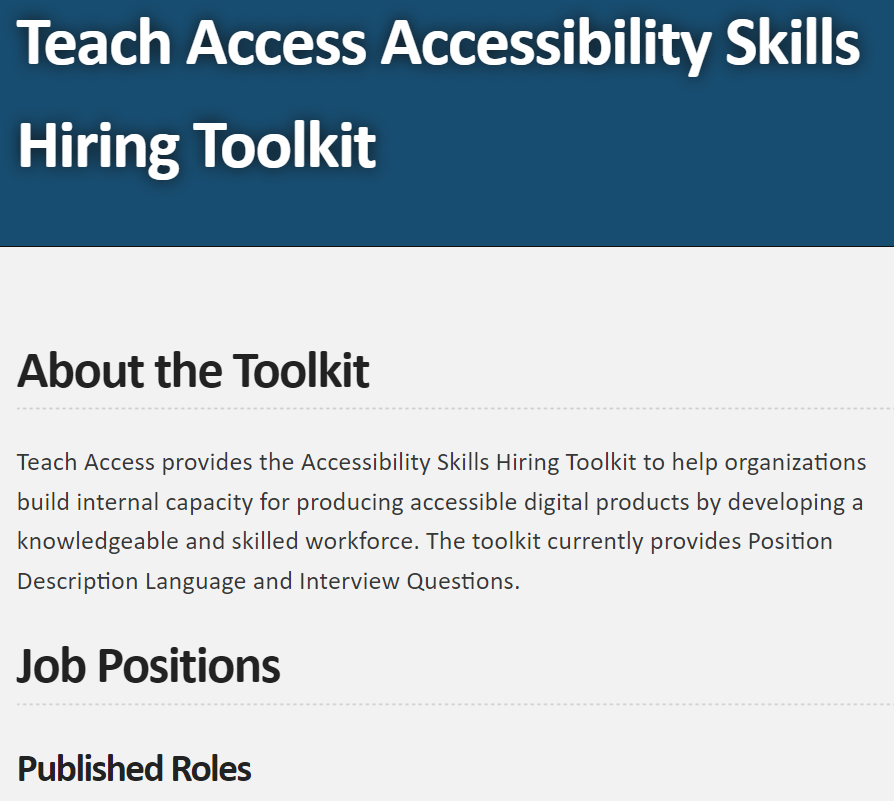 Teach Access Accessibility Skills
Hiring Toolkit
About the Toolkit
Teach Access provides the Accessibility Skills Hiring Toolkit to help organizations
build internal capacity for producing accessible digital products by developing a
knowledgeable and skilled workforce. The toolkit currently provides Position
Description Language and Interview Questions.
Job Positions
Published Roles